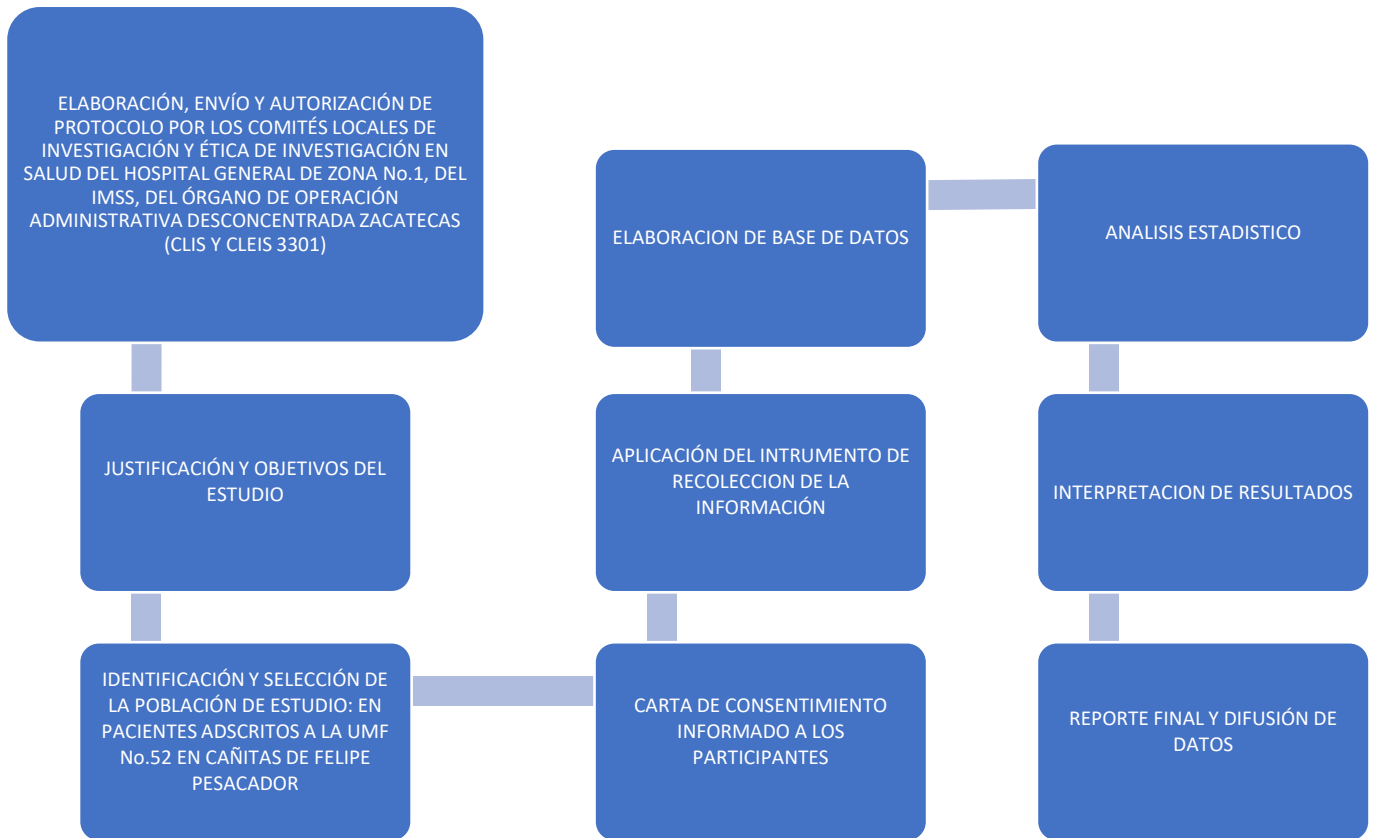 ELABORACIÓN, ENVÍO Y AUTORIZACIÓN DE
PROTOCOLO POR LOS COMITÉS LOCALES DE
INVESTIGACIÓN Y ÉTICA DE INVESTIGACIÓN EN
SALUD DEL HOSPITAL GENERAL DE ZONA No.1, DEL
IMSS, DEL ÓRGANO DE OPERACIÓN
ADMINISTRATIVA DESCONCENTRADA ZACATECAS
(CLIS Y CLEIS 3301)
JUSTIFICACIÓN Y OBJETIVOS DEL
ESTUDIO
IDENTIFICACIÓN Y SELECCIÓN DE
LA POBLACIÓN DE ESTUDIO: EN
PACIENTES ADSCRITOS A LA UMF
No.52 EN CAÑITAS DE FELIPE
PESACADOR
CARTA DE CONSENTIMIENTO
INFORMADO A LOS
PARTICIPANTES
APLICACIÓN DEL INTRUMENTO DE
RECOLECCION DE LA
INFORMACIÓN
ELABORACION DE BASE DE DATOS
ANALISIS ESTADISTICO
INTERPRETACION DE RESULTADOS
REPORTE FINAL Y DIFUSIÓN DE
DATOS